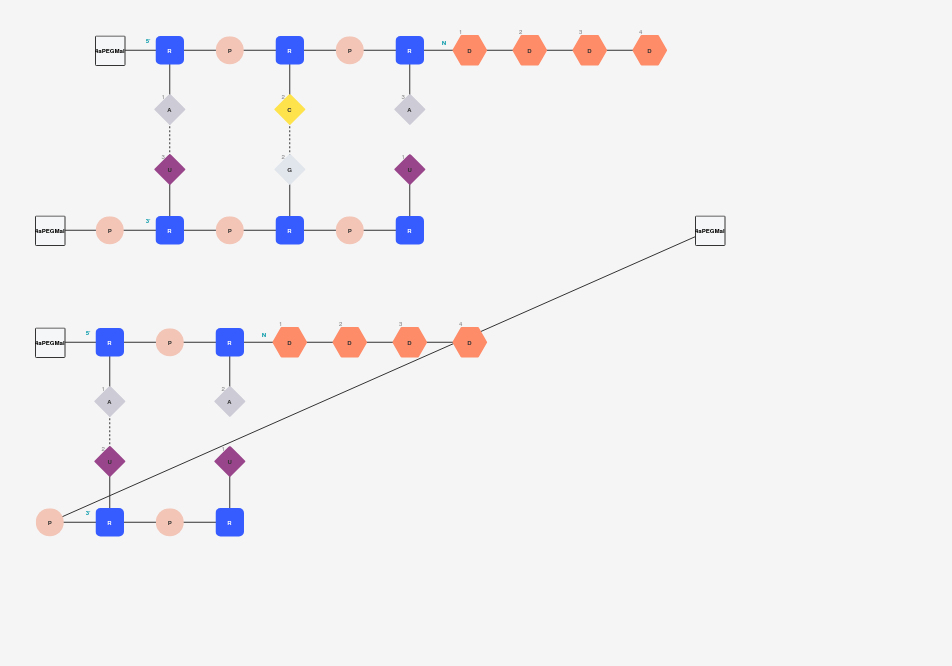 5'
N
1 2 3 4
4aPEGMal R P R P R D D D D
1 2 3
A C A
3 2 1
U G U
3'
4aPEGMal P R P R P R
4aPEGMal
5'
N
1 2 3 4
4aPEGMal R P R D D D D
1 2
A A
2 1
U U
3'
P R P R